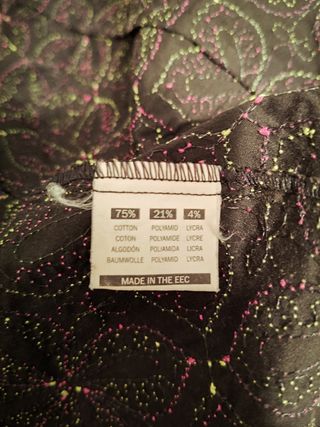 75% 21% 4%
COTTON POLYAMID LYCRA
COTON POLYAMIDE LYCRE
ALGODÓN POLIAMIDA LICRA
BAUMWOLLE POLYAMID LYCRA
MADE IN THE EEC